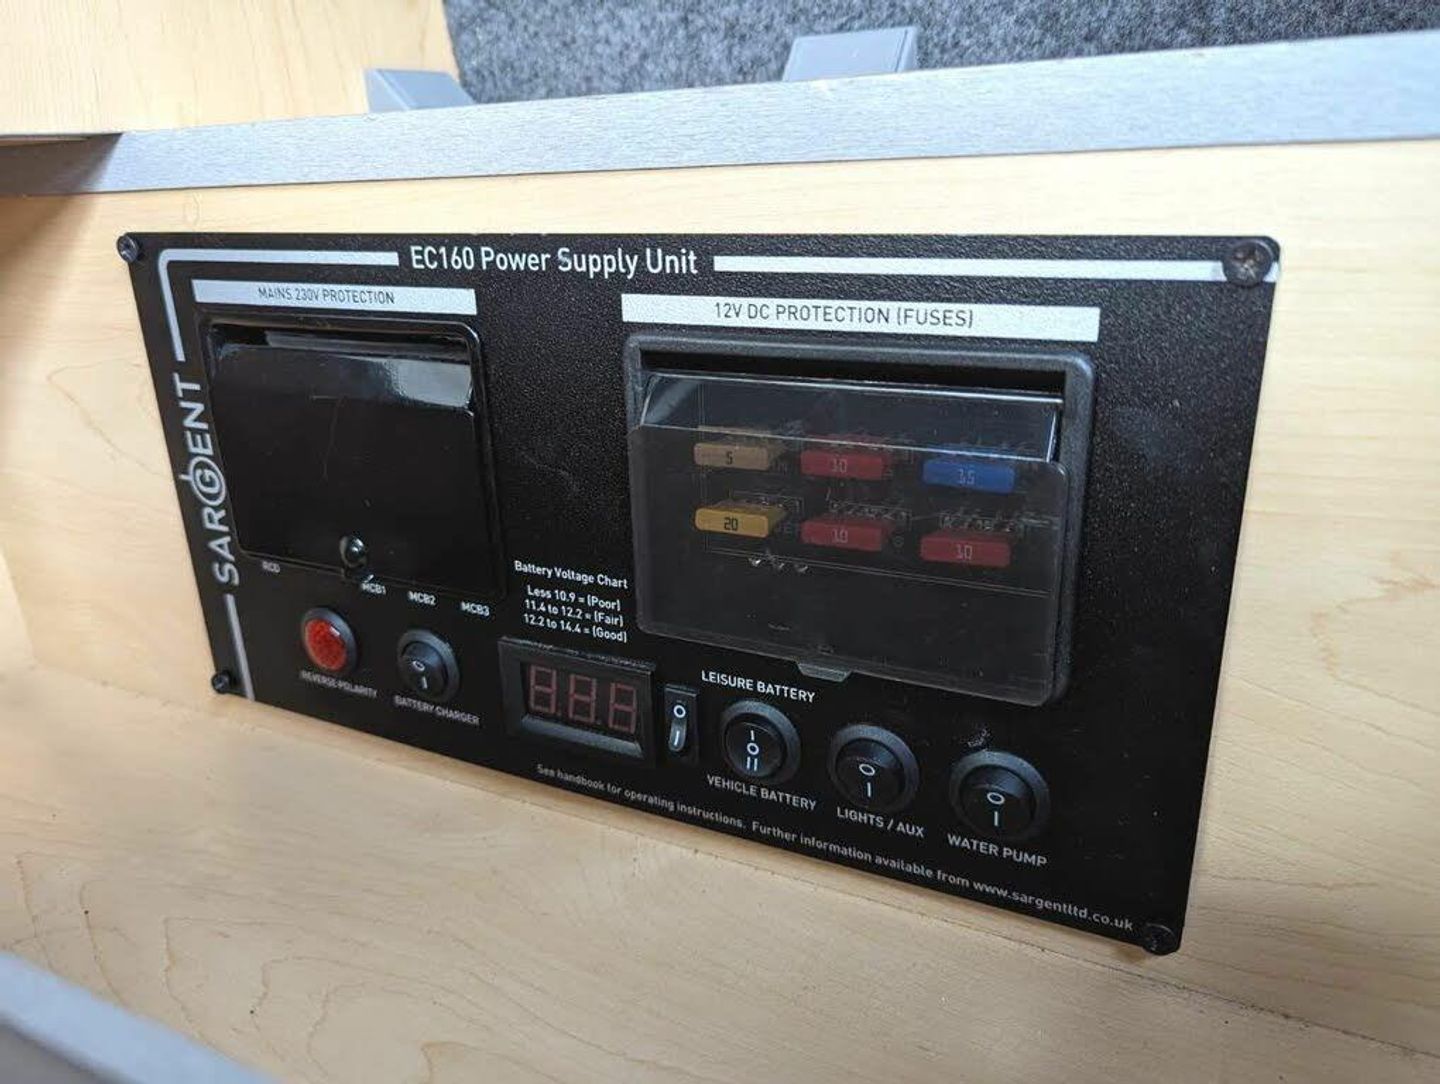 EC160 Power Supply Unit
MAINS 230V PROTECTION
12V DC PROTECTION (FUSES)
SARGENT
5
10
15
20
10
10
RCD
MCB1
MCB2
MCB3
Battery Voltage Chart
Less 10.9 = (Poor)
11.4 to 12.2 = (Fair)
12.2 to 14.4 = (Good)
REVERSE POLARITY
BATTERY CHARGER
LEISURE BATTERY
VEHICLE BATTERY
LIGHTS / AUX
WATER PUMP
See handbook for operating instructions. Further information available from www.sargentltd.co.uk